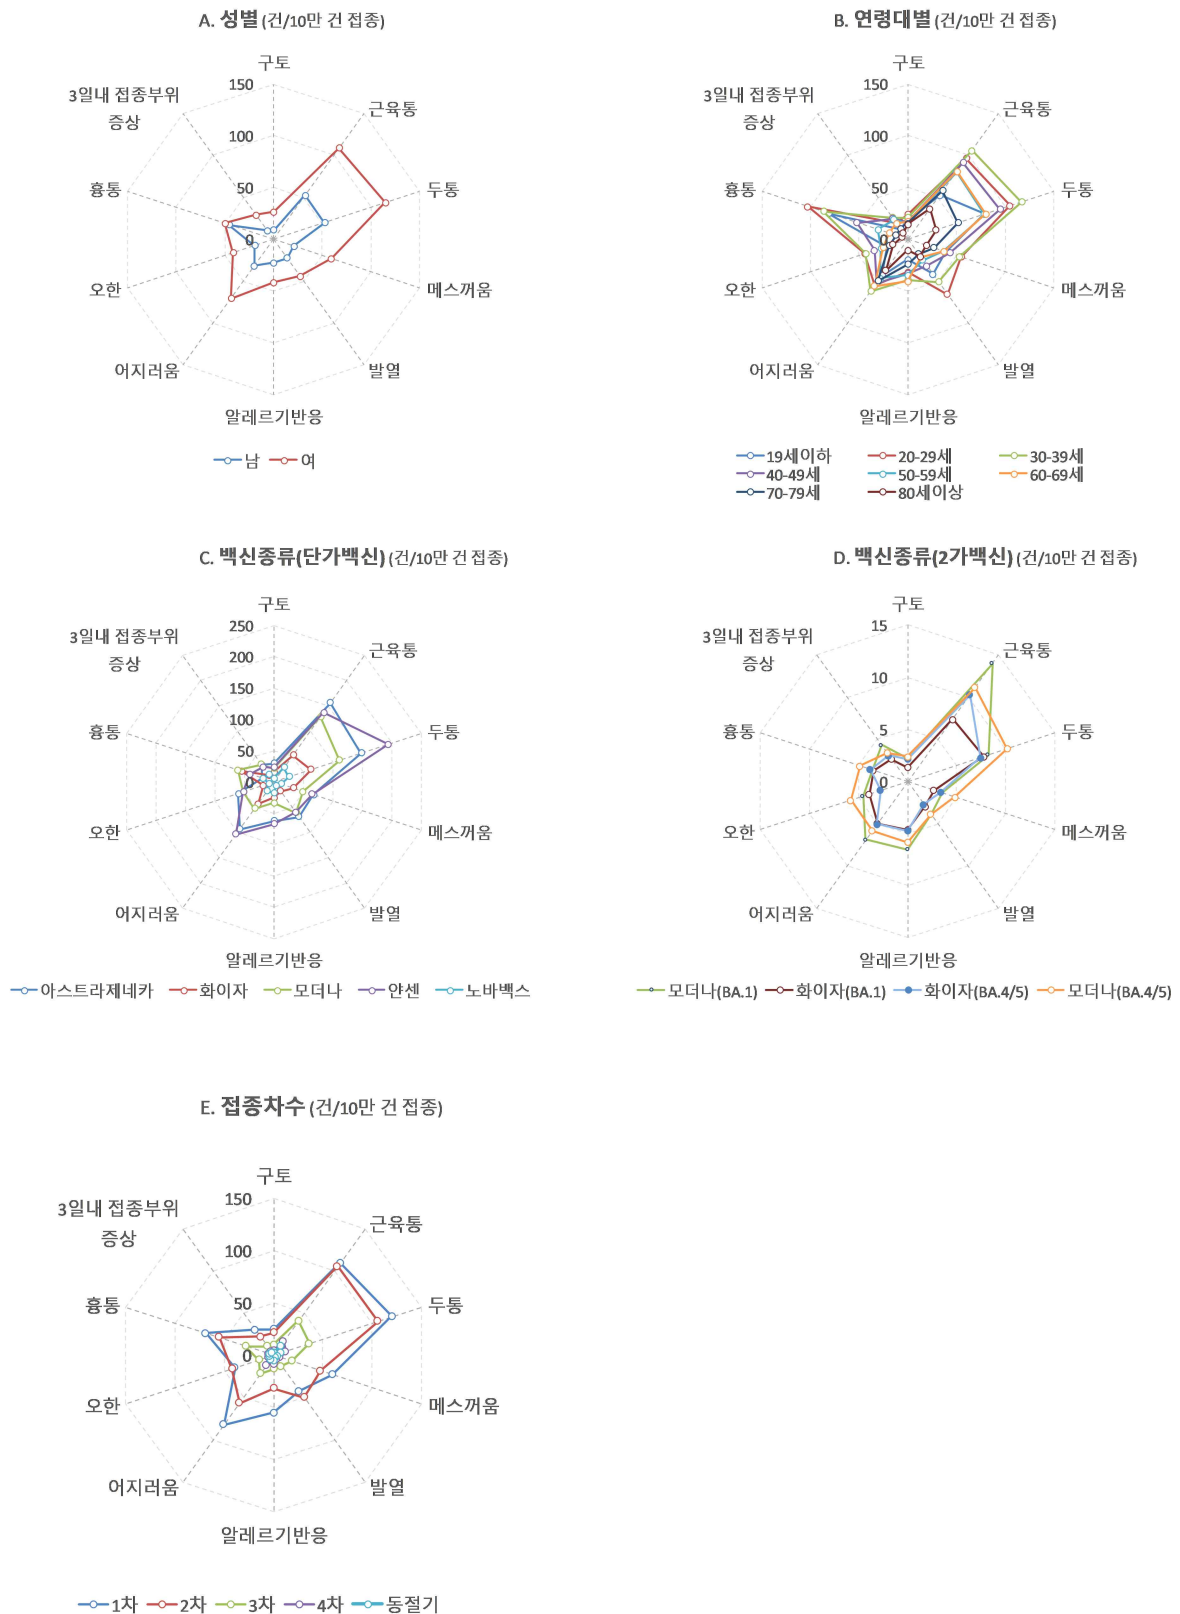 A. 성별 (건/10만 건 접종)
구토
근육통
두통
메스꺼움
발열
알레르기반응
어지러움
오한
흉통
3일내 접종부위
증상
150
100
50
0
남 여
B. 연령대별 (건/10만 건 접종)
구토
근육통
두통
메스꺼움
발열
알레르기반응
어지러움
오한
흉통
3일내 접종부위
증상
150
100
50
0
19세이하 20-29세 30-39세
40-49세 50-59세 60-69세
70-79세 80세이상
C. 백신종류(단가백신) (건/10만 건 접종)
구토
근육통
두통
메스꺼움
발열
알레르기반응
어지러움
오한
흉통
3일내 접종부위
증상
250
200
150
100
50
0
아스트라제네카 화이자 모더나 얀센 노바백스
D. 백신종류(2가백신) (건/10만 건 접종)
구토
근육통
두통
메스꺼움
발열
알레르기반응
어지러움
오한
흉통
3일내 접종부위
증상
15
10
5
0
모더나(BA.1) 화이자(BA.1) 화이자(BA.4/5) 모더나(BA.4/5)
E. 접종차수 (건/10만 건 접종)
구토
근육통
두통
메스꺼움
발열
알레르기반응
어지러움
오한
흉통
3일내 접종부위
증상
150
100
50
0
1차 2차 3차 4차 동절기